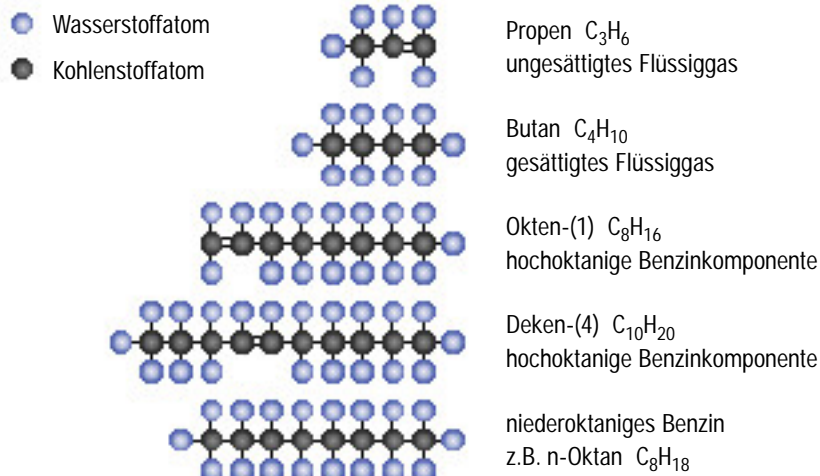 Wasserstoffatom
Kohlenstoffatom
Propen C₃H₆
ungesättigtes Flüssiggas
Butan C₄H₁₀
gesättigtes Flüssiggas
Okten-(1) C₈H₁₆
hochoktanige Benzinkomponente
Deken-(4) C₁₀H₂₀
hochoktanige Benzinkomponente
niederoktaniges Benzin
z.B. n-Oktan C₈H₁₈